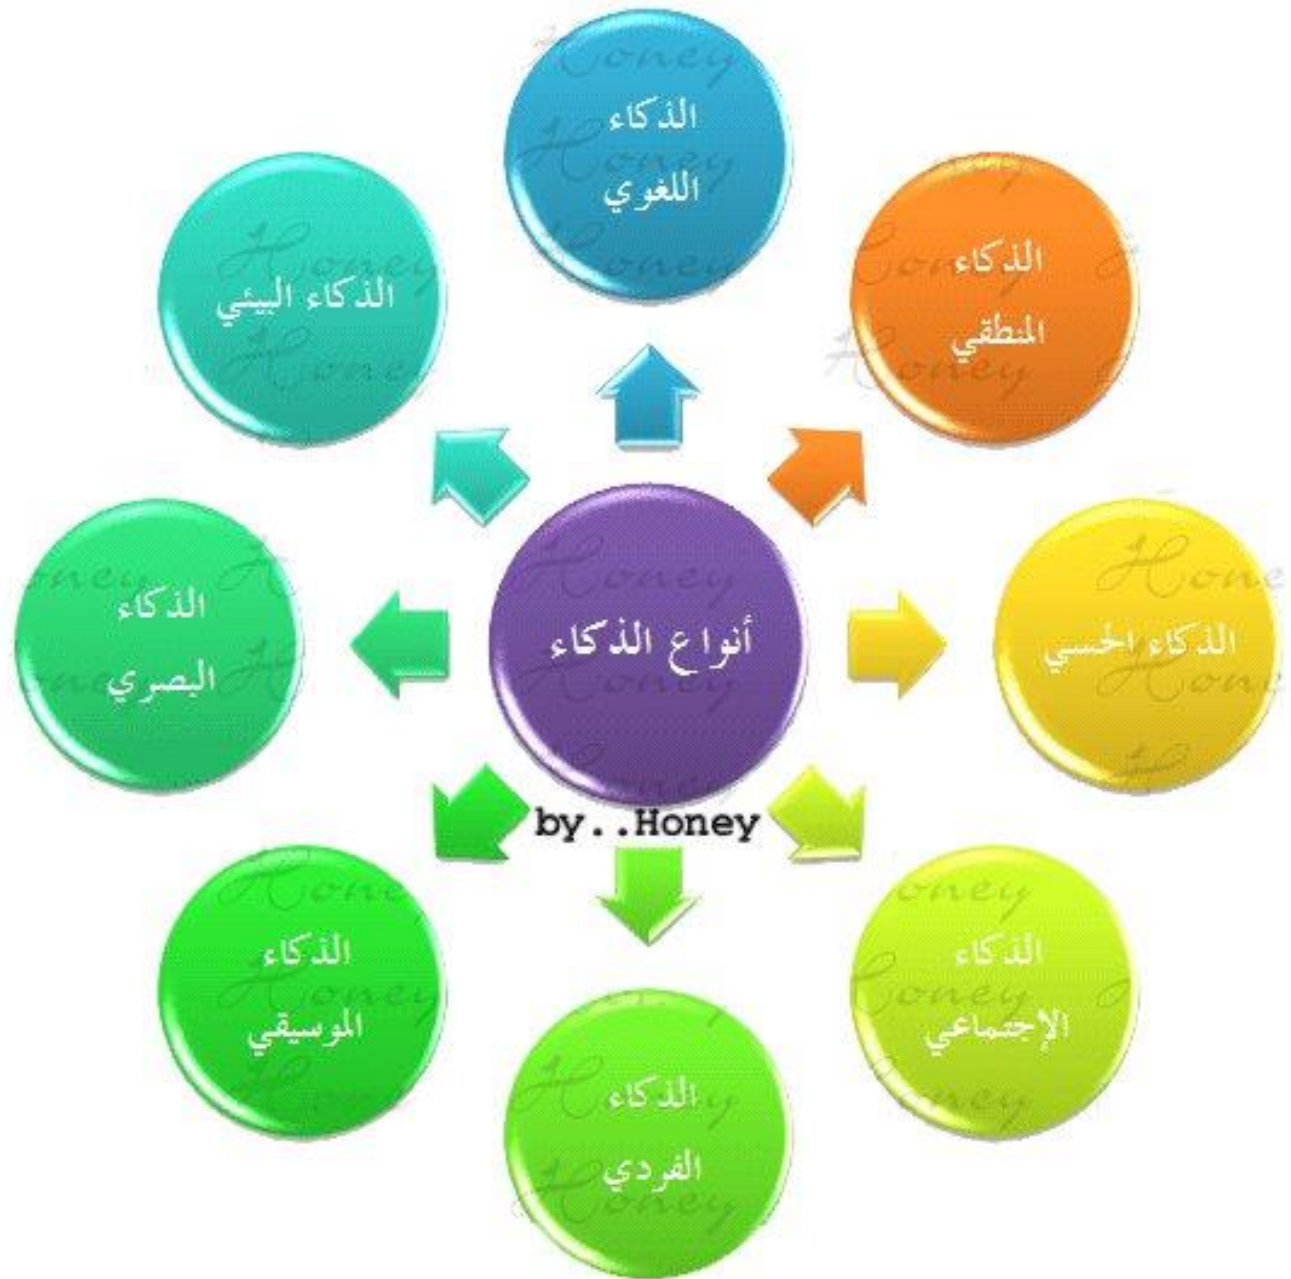 الذكاء
اللغوي
الذكاء
المنطقي
الذكاء الحسي
الذكاء
الإجتماعي
الذكاء
الفردي
الذكاء
الموسيقي
الذكاء
البصري
الذكاء البيئي
أنواع الذكاء
by..Honey
Honey